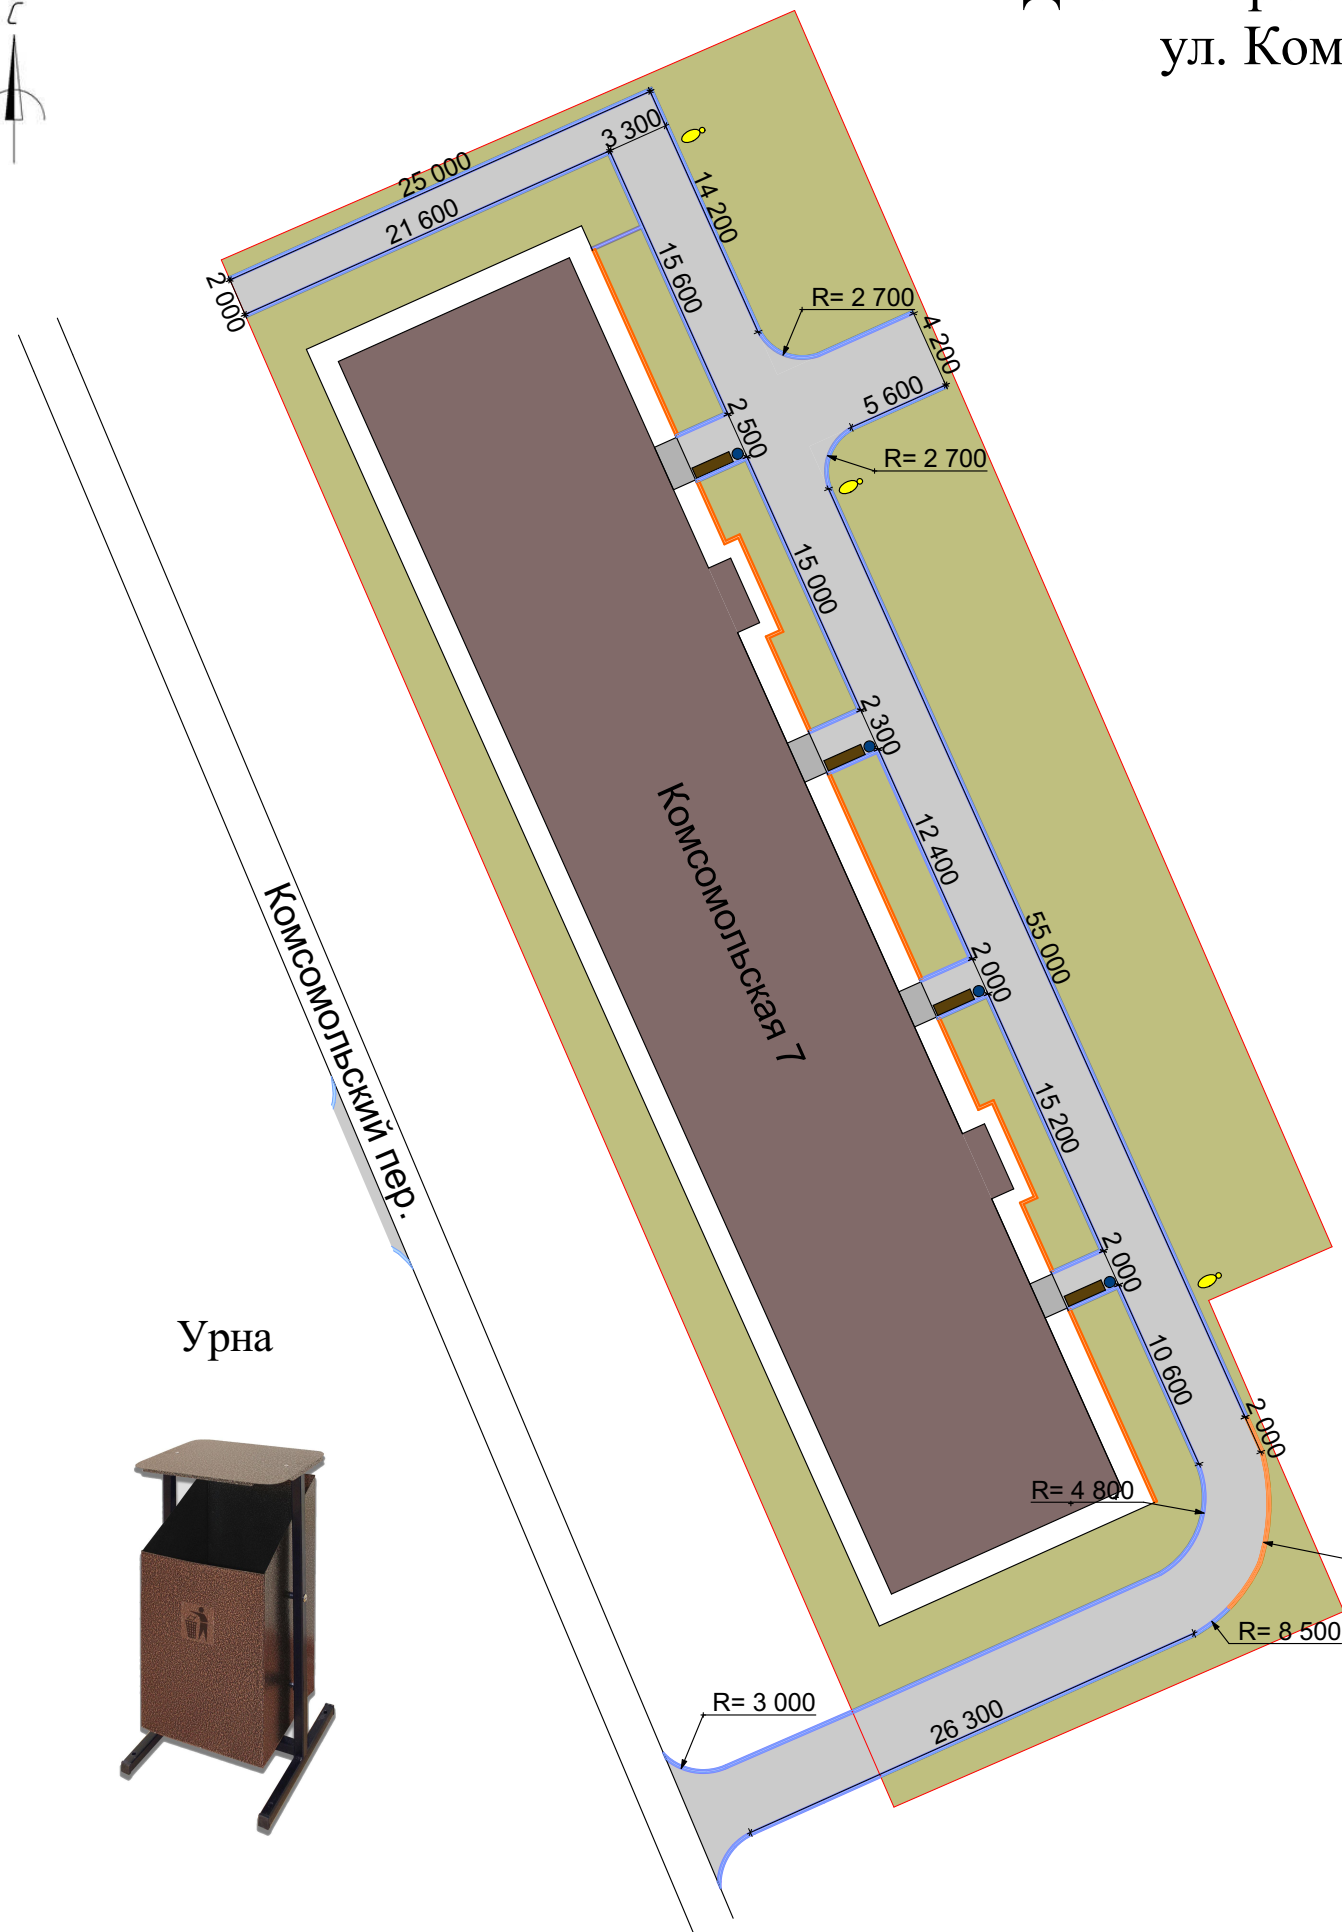 С
ул. Ком
25 000
3 300
21 600
2 000
14 200
15 600
R= 2 700
4 200
5 600
2 500
R= 2 700
15 000
2 300
12 400
Комсомольская 7
55 000
Комсомольский пер.
2 000
15 200
2 000
Урна
10 600
2 000
R= 4 800
R= 8 500
R= 3 000
26 300